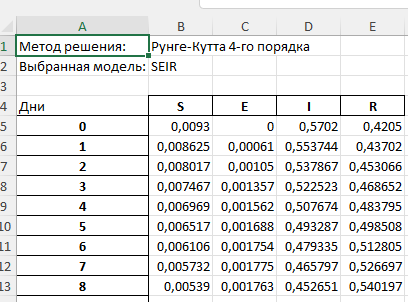 A B C D E
1 Метод решения: Рунге-Кутта 4-го порядка
2 Выбранная модель: SEIR
3
4 Дни S E I R
5 0 0,0093 0 0,5702 0,4205
6 1 0,008625 0,00061 0,553744 0,43702
7 2 0,008017 0,00105 0,537867 0,453066
8 3 0,007467 0,001357 0,522523 0,468652
9 4 0,006969 0,001562 0,507674 0,483795
10 5 0,006517 0,001688 0,493287 0,498508
11 6 0,006106 0,001754 0,479335 0,512805
12 7 0,005732 0,001775 0,465797 0,526697
13 8 0,00539 0,001763 0,452651 0,540197